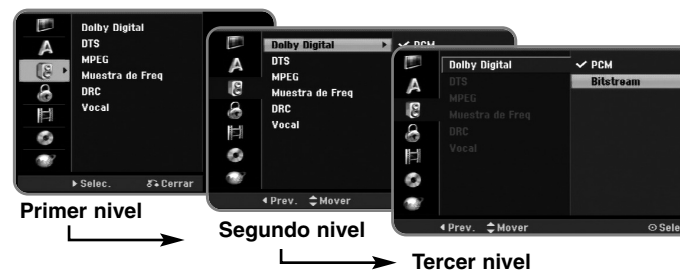 Dolby Digital
DTS
MPEG
Muestra de Freq
DRC
Vocal
Selec. Cerrar
Primer nivel
Dolby Digital PCM
DTS
MPEG
Muestra de Freq
DRC
Vocal
Prev. Mover
Segundo nivel
Dolby Digital PCM
DTS Bitstream
MPEG
Muestra de Freq
DRC
Vocal
Prev. Mover Sele
Tercer nivel